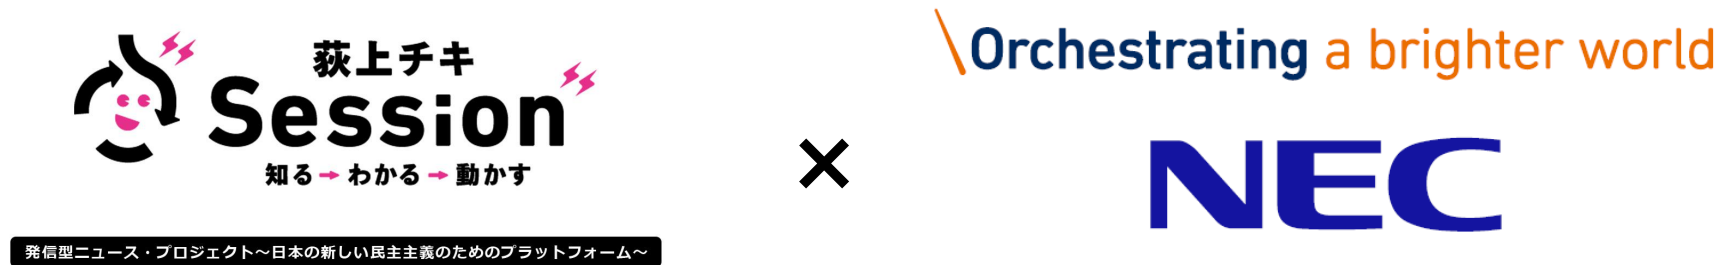 荻上チキ
Session
知る→わかる→動かす
発信型ニュース・プロジェクト～日本の新しい民主主義のためのプラットフォーム～
×
\Orchestrating a brighter world
NEC